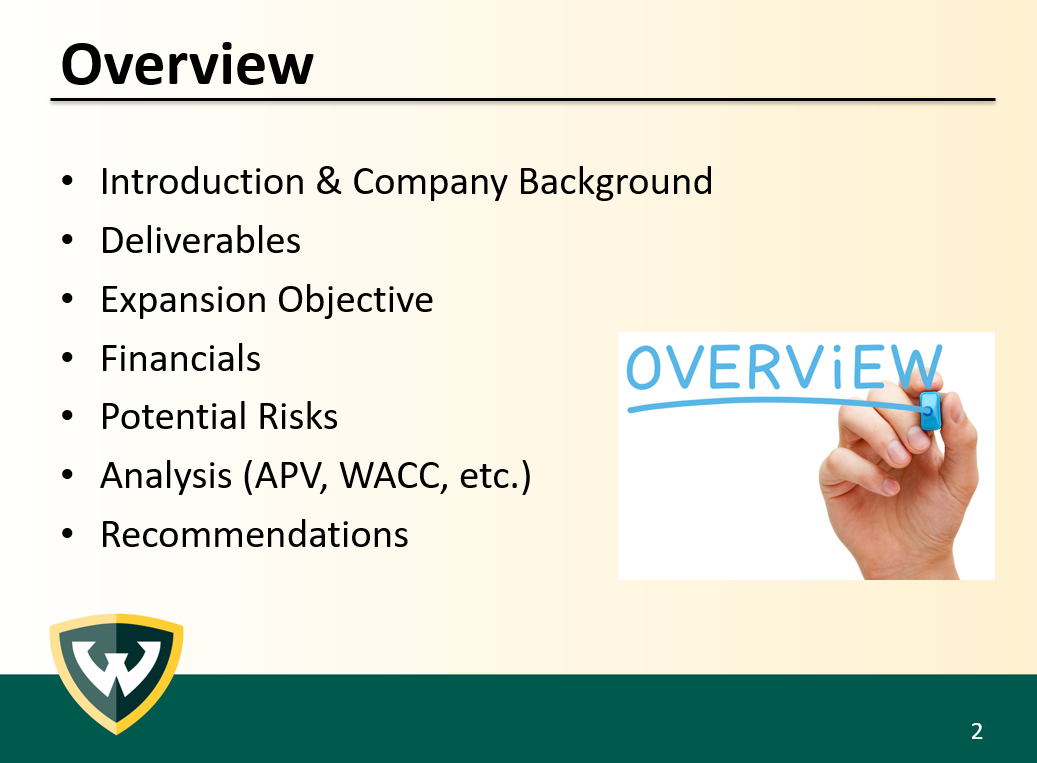 Overview
• Introduction & Company Background
• Deliverables
• Expansion Objective
• Financials
• Potential Risks
• Analysis (APV, WACC, etc.)
• Recommendations
OVERViEW
W
2